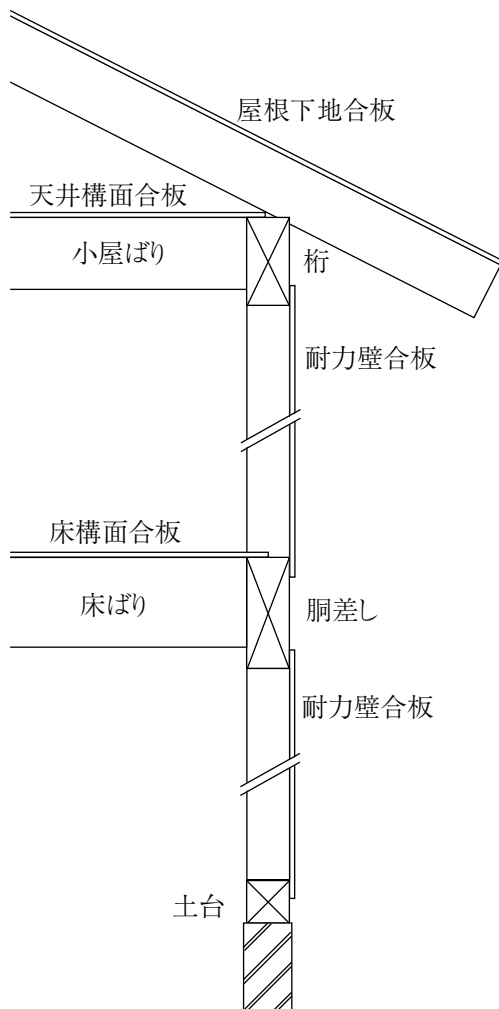 屋根下地合板
天井構面合板
小屋ばり
桁
耐力壁合板
床構面合板
床ばり
胴差し
耐力壁合板
土台